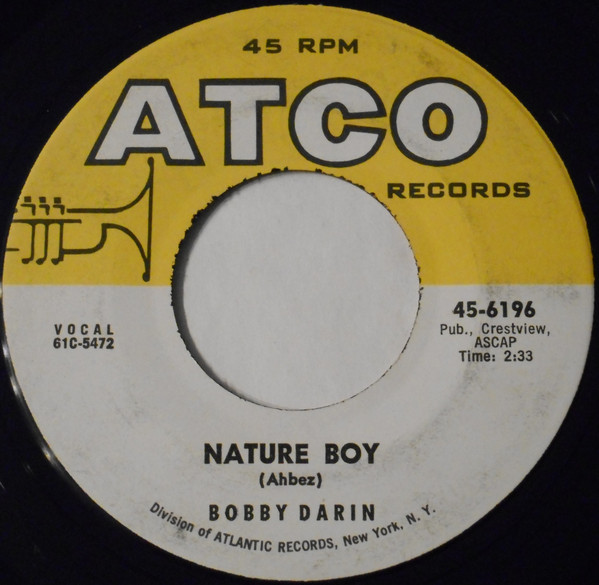 45 RPM
ATCO
RECORDS
45-6196
Pub., Crestview,
ASCAP
Time: 2:33
VOCAL
61C-5472
NATURE BOY
(Ahbez)
BOBBY DARIN
Division of ATLANTIC RECORDS, New York, N. Y.